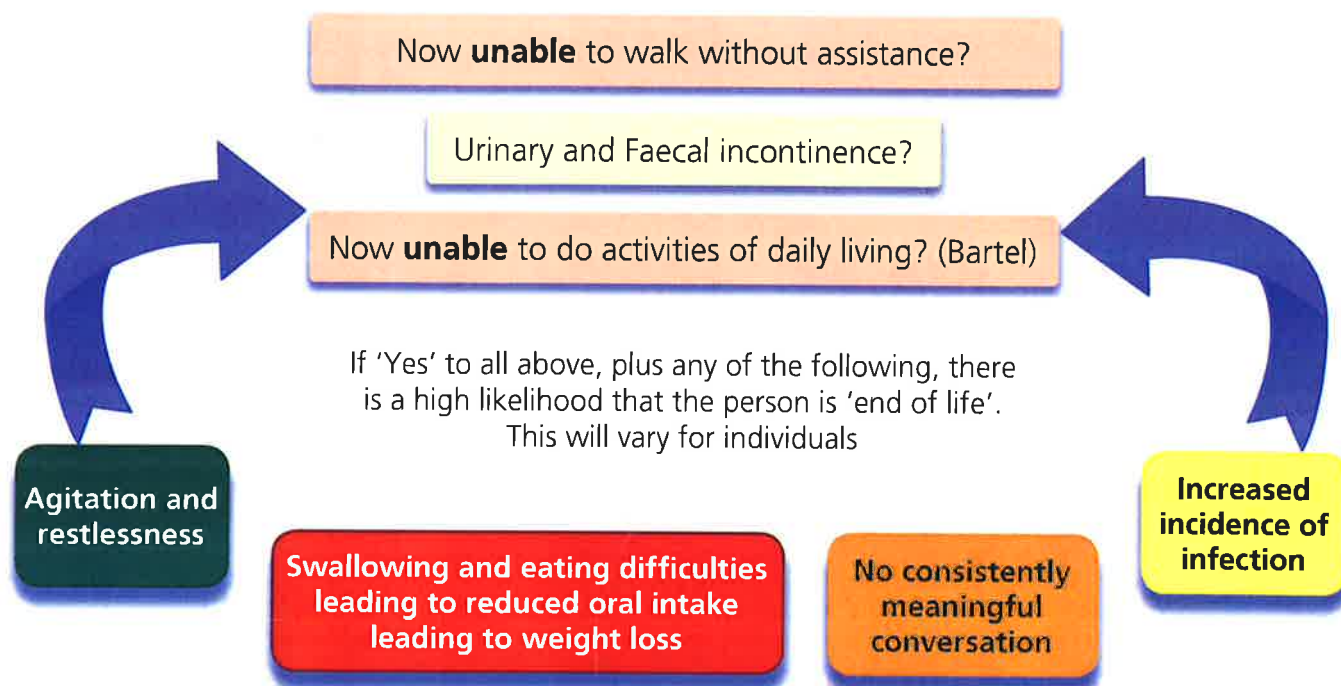 Now unable to walk without assistance?
Urinary and Faecal incontinence?
Now unable to do activities of daily living? (Bartel)
If 'Yes' to all above, plus any of the following, there
is a high likelihood that the person is 'end of life'.
This will vary for individuals
Agitation and
restlessness
Swallowing and eating difficulties
leading to reduced oral intake
leading to weight loss
No consistently
meaningful
conversation
Increased
incidence of
infection